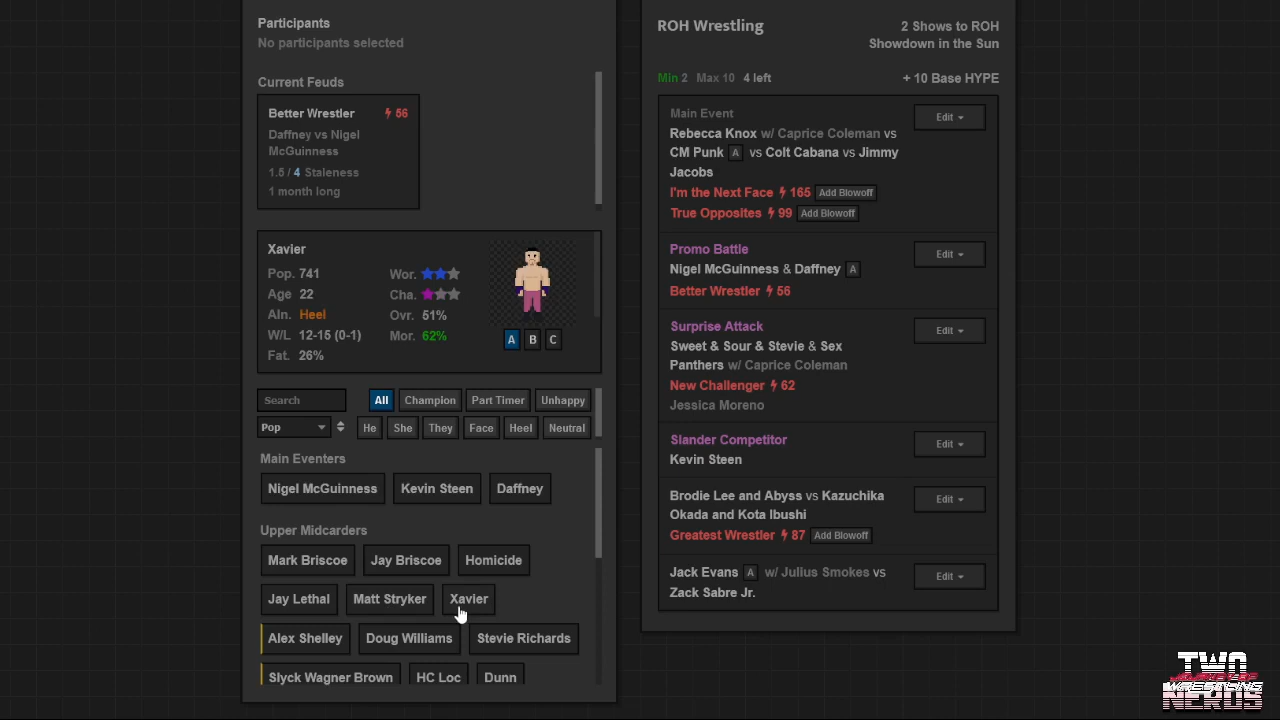 Participants
No participants selected
Current Feuds
Better Wrestler 56
Daffney vs Nigel
McGuinness
1.5 / 4 Staleness
1 month long
Xavier
Pop. 741
Age 22
Aln. Heel
W/L 12-15 (0-1)
Fat. 26%
Wor.
Cha.
Ovr. 51%
Mor. 62%
A B C
Search
All Champion Part Timer Unhappy
Pop He She They Face Heel Neutral
Main Eventers
Nigel McGuinness Kevin Steen Daffney
Upper Midcarders
Mark Briscoe Jay Briscoe Homicide
Jay Lethal Matt Stryker Xavier
Alex Shelley Doug Williams Stevie Richards
Slyck Wagner Brown HC Loc Dunn
ROH Wrestling
2 Shows to ROH
Showdown in the Sun
Min 2 Max 10 4 left + 10 Base HYPE
Main Event Edit
Rebecca Knox w/ Caprice Coleman vs
CM Punk A vs Colt Cabana vs Jimmy
Jacobs
I'm the Next Face 165 Add Blowoff
True Opposites 99 Add Blowoff
Promo Battle Edit
Nigel McGuinness & Daffney A
Better Wrestler 56
Surprise Attack Edit
Sweet & Sour & Stevie & Sex
Panthers w/ Caprice Coleman
New Challenger 62
Jessica Moreno
Slander Competitor Edit
Kevin Steen
Brodie Lee and Abyss vs Kazuchika Edit
Okada and Kota Ibushi
Greatest Wrestler 87 Add Blowoff
Jack Evans A w/ Julius Smokes vs Edit
Zack Sabre Jr.
TWO
WRESTLING
NERDS